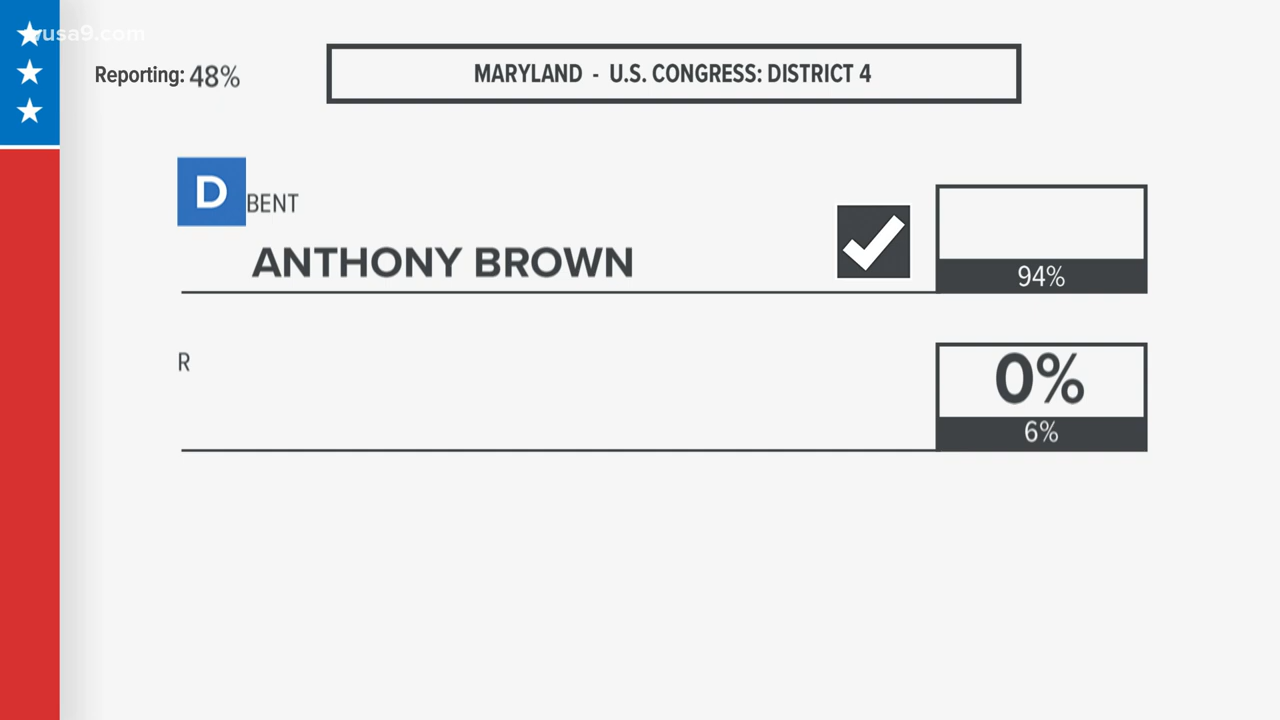 wusa9.com
Reporting: 48%
MARYLAND - U.S. CONGRESS: DISTRICT 4
D BENT
ANTHONY BROWN
94%
R
0%
6%